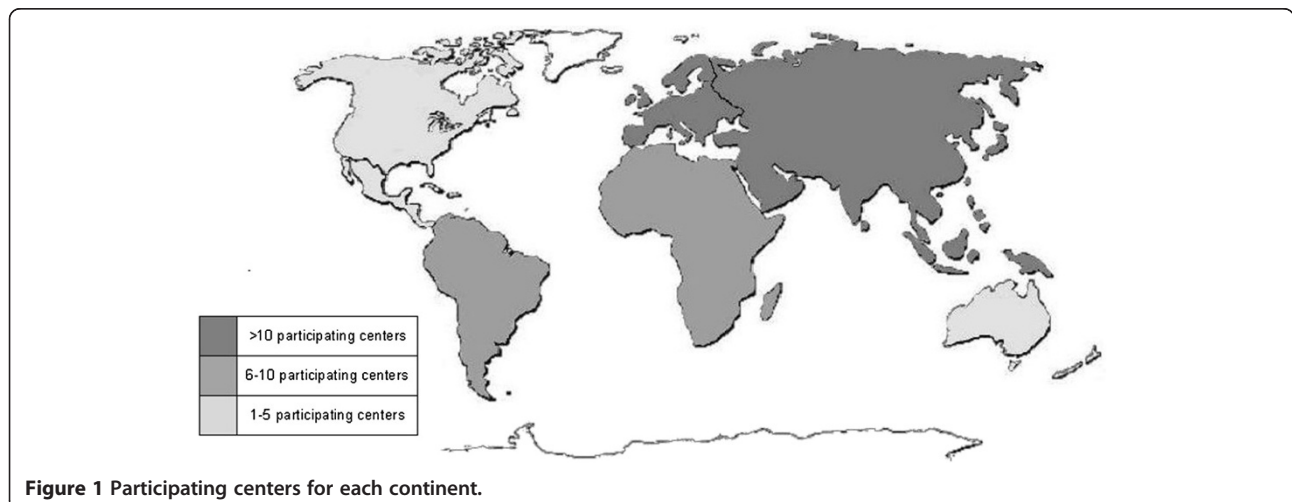 >10 participating centers
6-10 participating centers
1-5 participating centers
Figure 1 Participating centers for each continent.